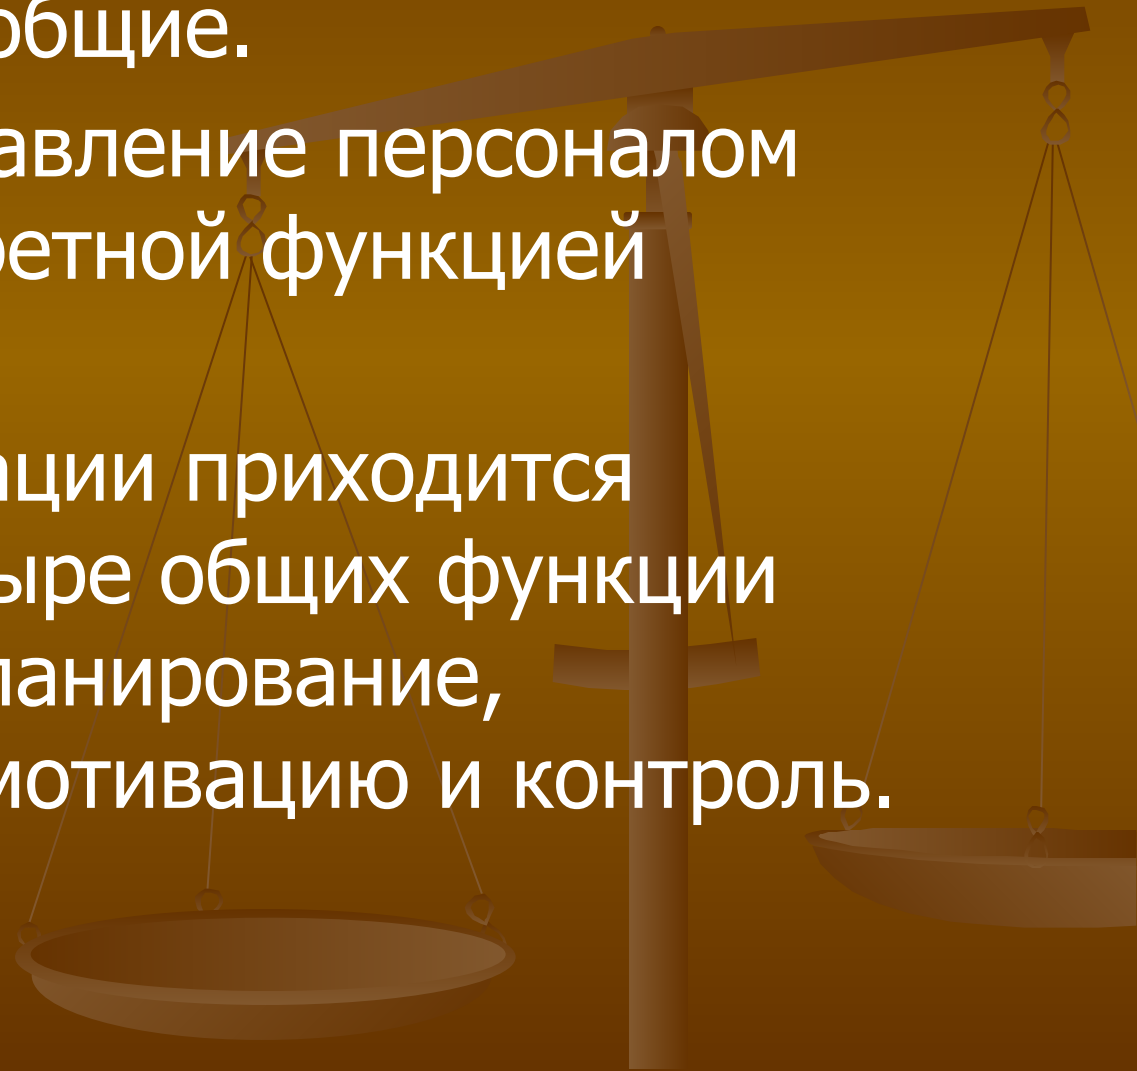 общие.
авление персоналом
ретной функцией
ации приходится
ыре общих функции
ланирование,
мотивацию и контроль.